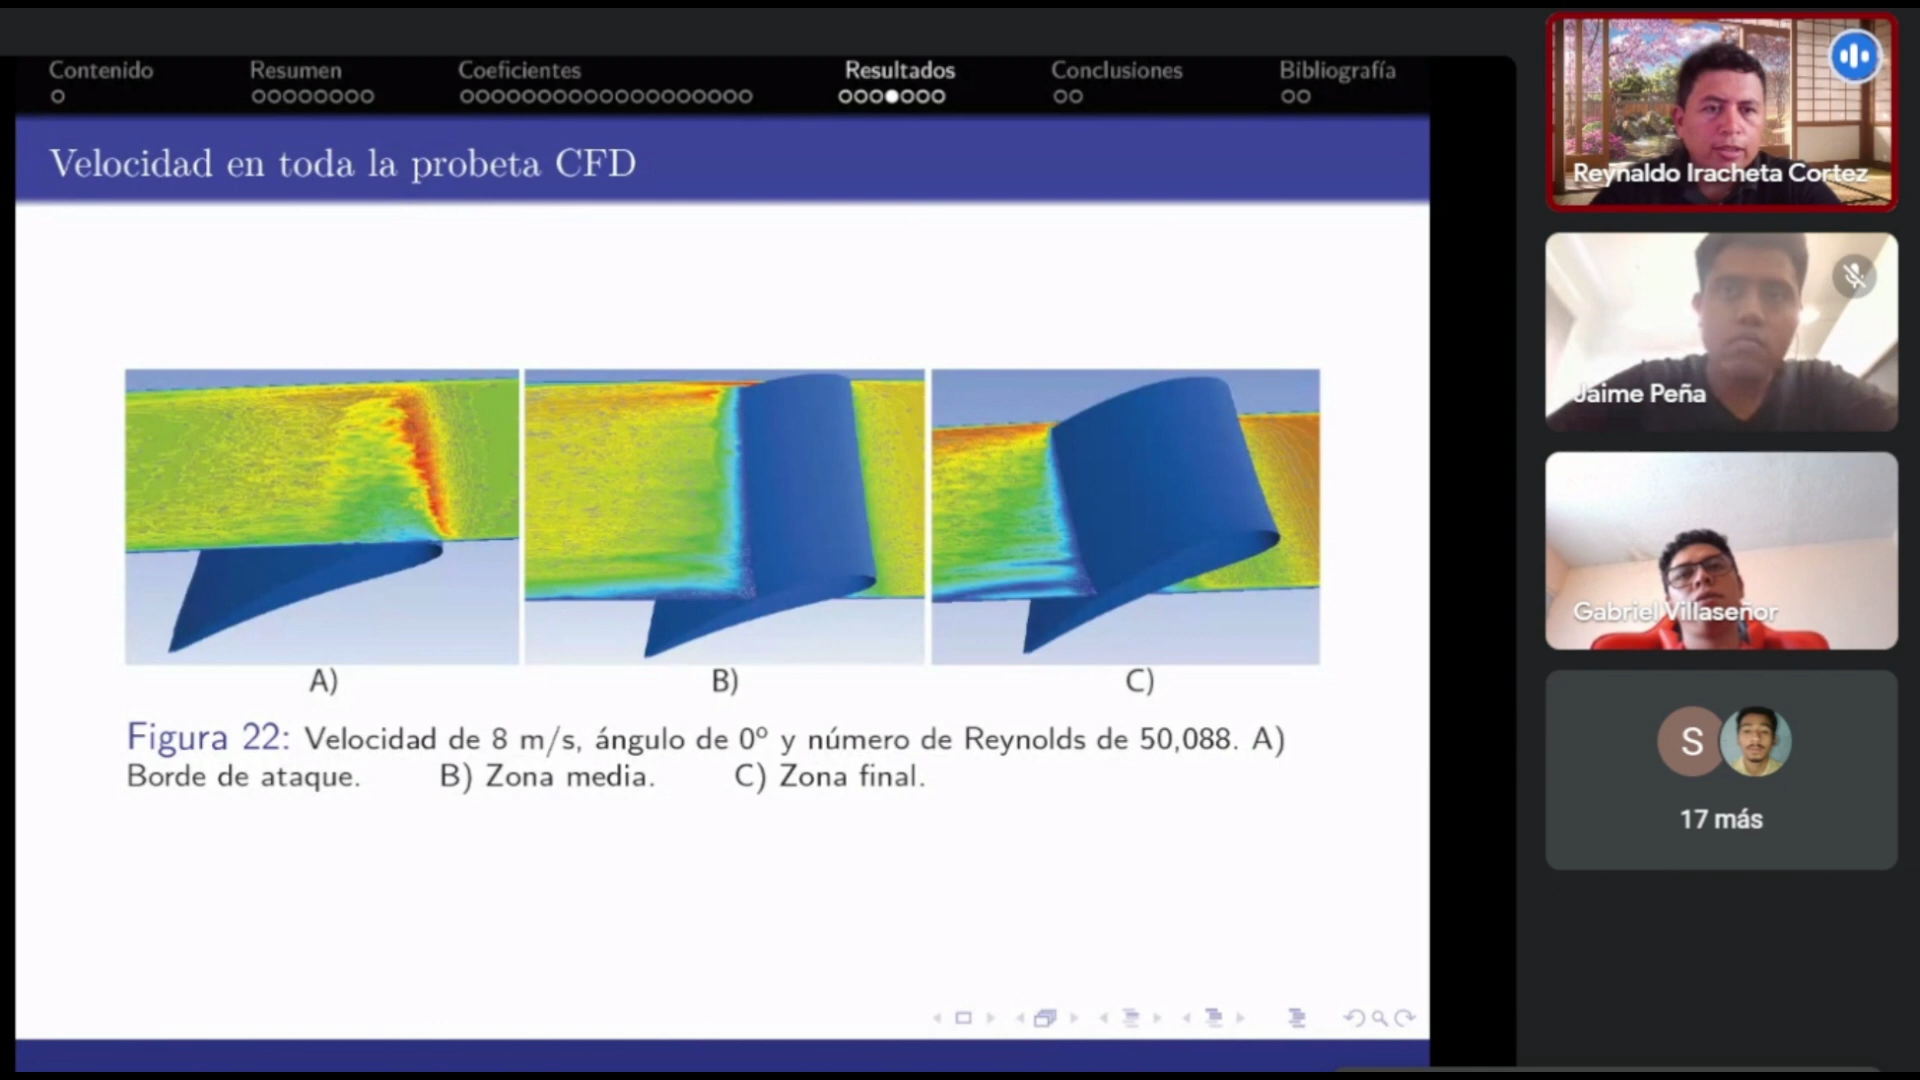 Contenido
Resumen
Coeficientes
Resultados
Conclusiones
Bibliografía
Velocidad en toda la probeta CFD
A)
B)
C)
Figura 22: Velocidad de 8 m/s, ángulo de 0º y número de Reynolds de 50,088. A)
Borde de ataque. B) Zona media. C) Zona final.
Reynaldo Iracheta Cortez
Jaime Peña
Gabriel Villaseñor
S
17 más